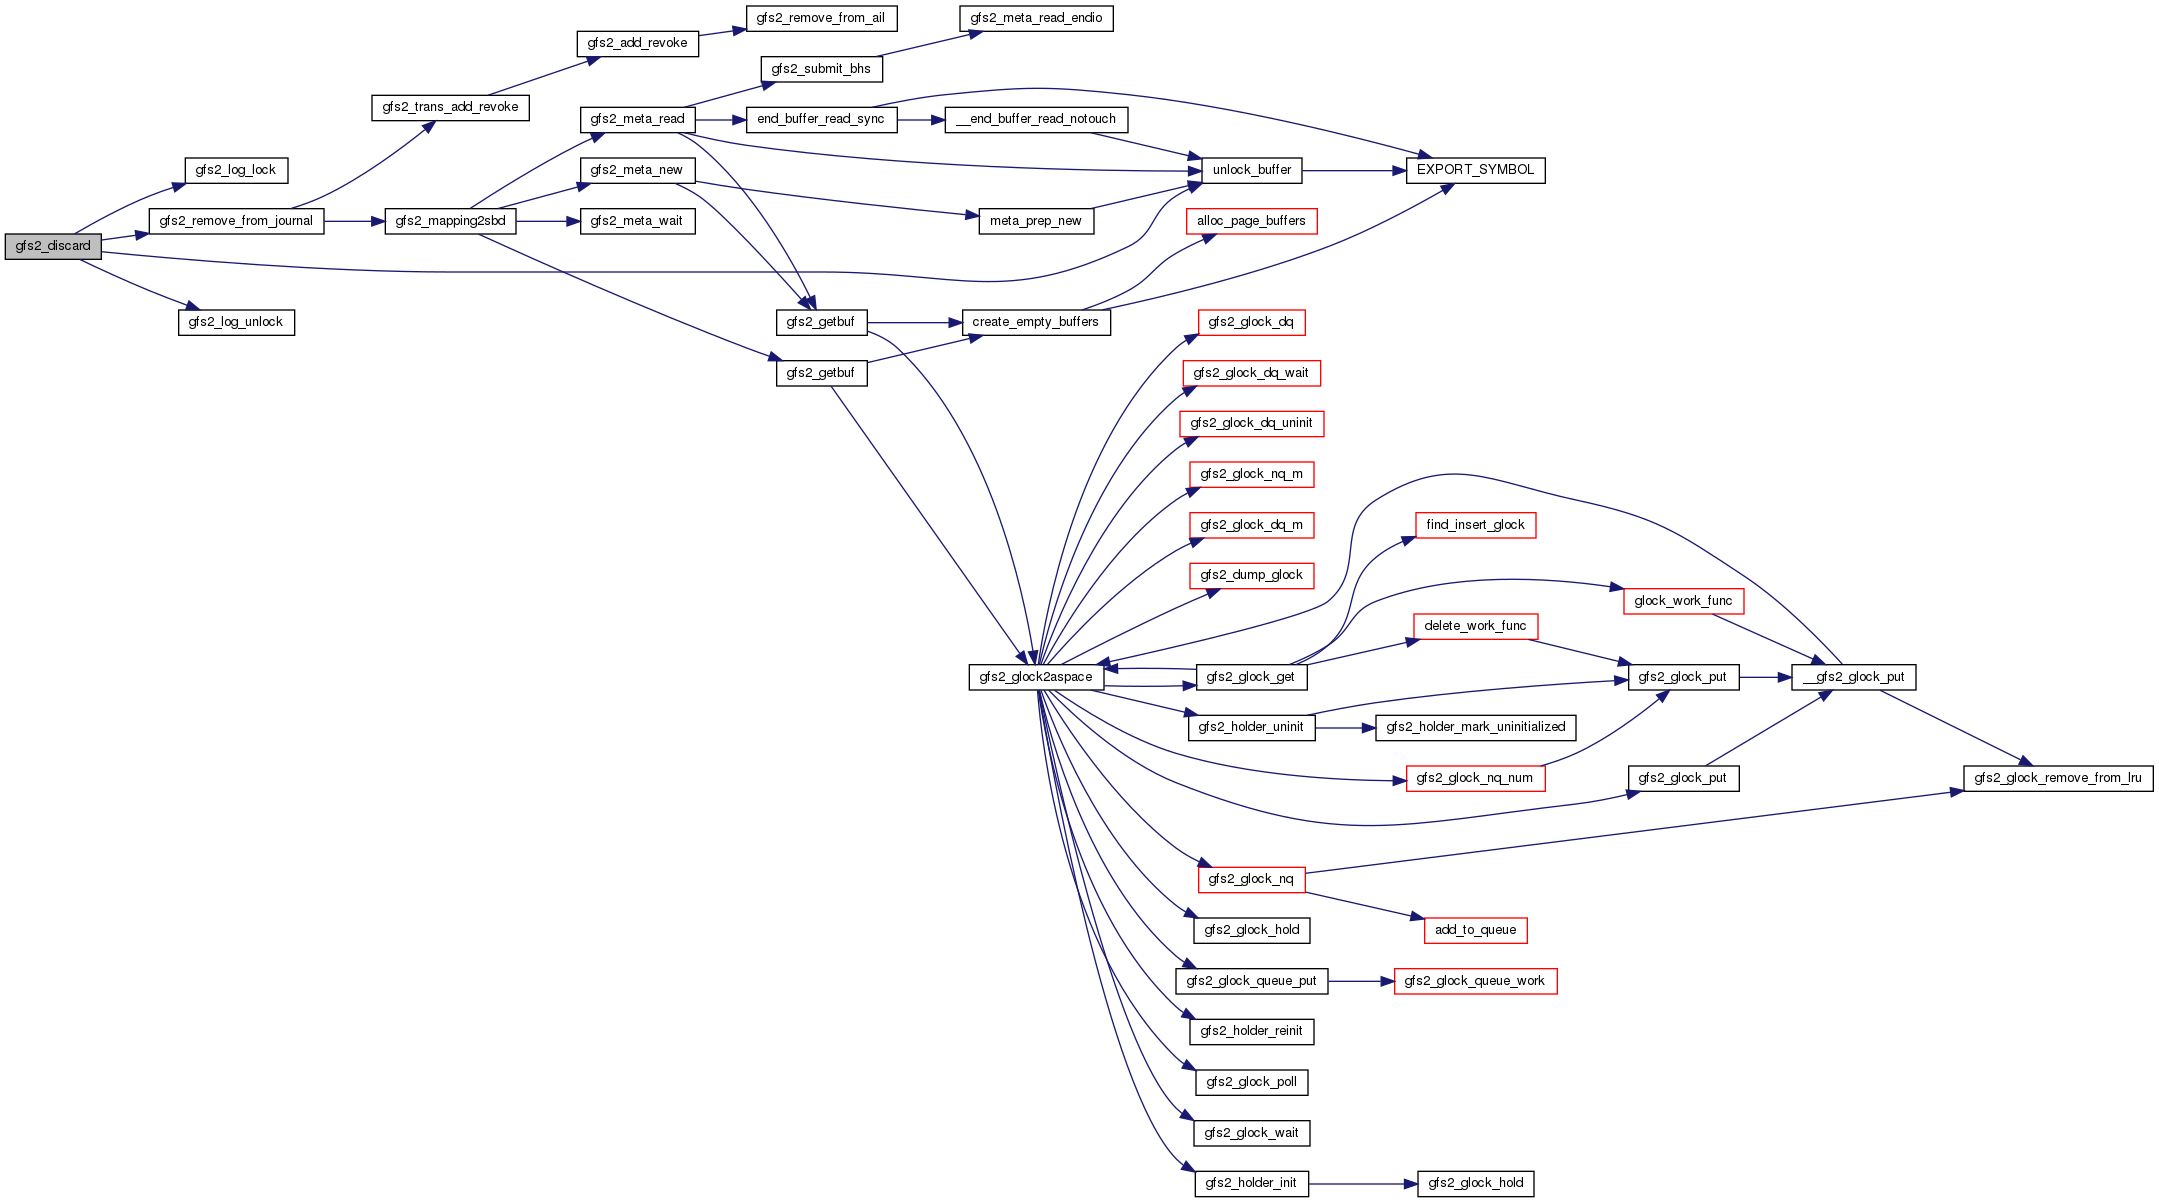 gfs2_remove_from_ail
gfs2_meta_read_endio
gfs2_add_revoke
gfs2_submit_bhs
gfs2_trans_add_revoke
gfs2_meta_read
end_buffer_read_sync
__end_buffer_read_notouch
gfs2_log_lock
gfs2_meta_new
unlock_buffer
EXPORT_SYMBOL
gfs2_remove_from_journal
gfs2_mapping2sbd
gfs2_meta_wait
meta_prep_new
alloc_page_buffers
gfs2_discard
gfs2_log_unlock
gfs2_getbuf
create_empty_buffers
gfs2_glock_dq
gfs2_getbuf
gfs2_glock_dq_wait
gfs2_glock_dq_uninit
gfs2_glock_nq_m
gfs2_glock_dq_m
find_insert_glock
gfs2_dump_glock
glock_work_func
delete_work_func
gfs2_glock2aspace
gfs2_glock_get
gfs2_glock_put
__gfs2_glock_put
gfs2_holder_uninit
gfs2_holder_mark_uninitialized
gfs2_glock_nq_num
gfs2_glock_put
gfs2_glock_remove_from_lru
gfs2_glock_nq
gfs2_glock_hold
add_to_queue
gfs2_glock_queue_put
gfs2_glock_queue_work
gfs2_holder_reinit
gfs2_glock_poll
gfs2_glock_wait
gfs2_holder_init
gfs2_glock_hold